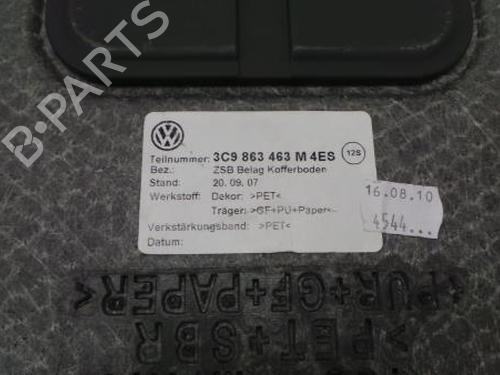 Teilnummer: 3C9 863 463 M 4ES 12S
Bez.: ZSB Belag Kofferboden
Stand: 20. 09. 07
Werkstoff: Dekor: >PET<
Träger: >GF+PU+Paper<
Verkstärkungsband: >PET<
Datum:
16.08.10
4544...
>PUR+GF+PAPER<
>PET+SBR
B-PARTS